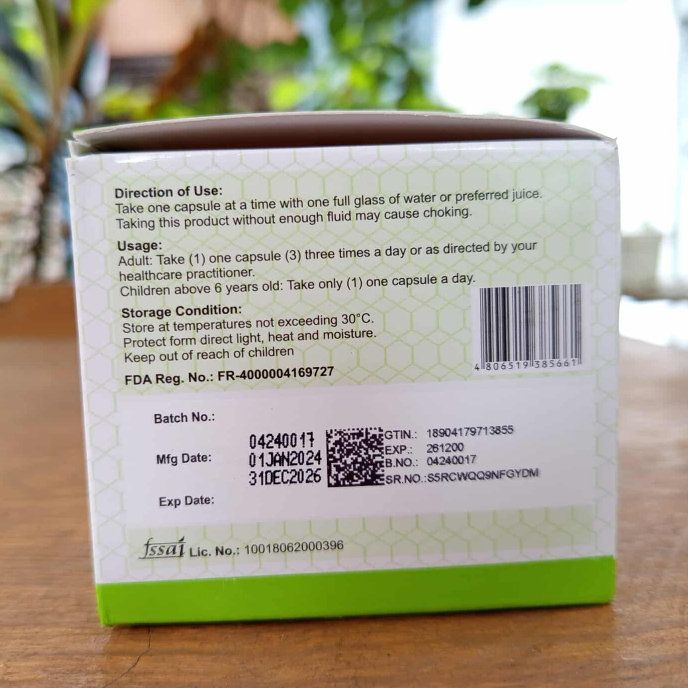 Direction of Use:
Take one capsule at a time with one full glass of water or preferred juice.
Taking this product without enough fluid may cause choking.
Usage:
Adult: Take (1) one capsule (3) three times a day or as directed by your
healthcare practitioner.
Children above 6 years old: Take only (1) one capsule a day.
Storage Condition:
Store at temperatures not exceeding 30°C.
Protect form direct light, heat and moisture.
Keep out of reach of children
FDA Reg. No.: FR-4000004169727
4 806519 385661
Batch No.:
Mfg Date:
Exp Date:
04240017
01JAN2024
31DEC2026
GTIN.: 18904179713855
EXP.: 261200
B.NO.: 04240017
SR.NO.:S5RCWQQ9NFGYDM
fssai Lic. No.: 10018062000396